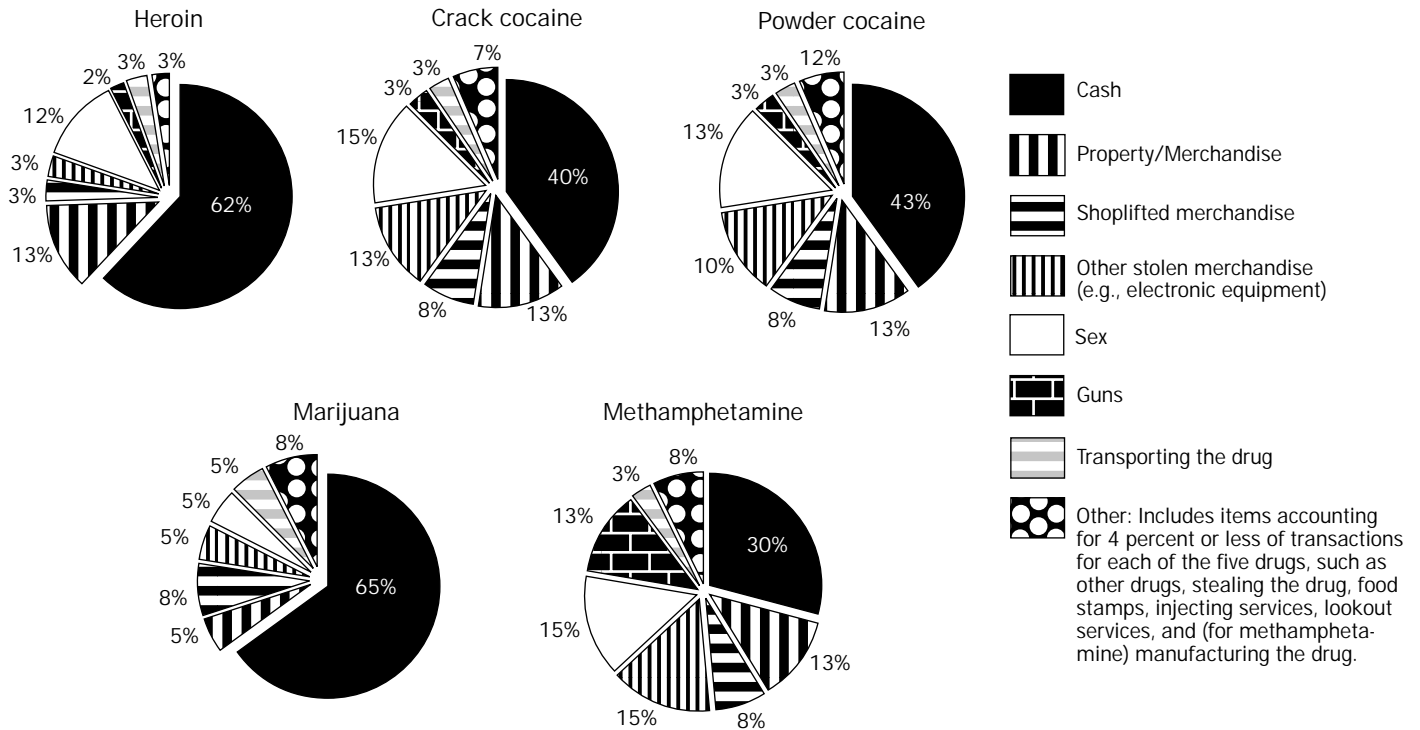 Heroin
3%
3%
2%
12%
3%
3%
13%
62%
Crack cocaine
7%
3%
3%
15%
13%
8%
13%
40%
Powder cocaine
12%
3%
3%
13%
10%
8%
13%
43%
Marijuana
8%
5%
5%
5%
8%
5%
65%
Methamphetamine
8%
3%
13%
15%
15%
8%
13%
30%
Cash
Property/Merchandise
Shoplifted merchandise
Other stolen merchandise
(e.g., electronic equipment)
Sex
Guns
Transporting the drug
Other: Includes items accounting
for 4 percent or less of transactions
for each of the five drugs, such as
other drugs, stealing the drug, food
stamps, injecting services, lookout
services, and (for methampheta-
mine) manufacturing the drug.